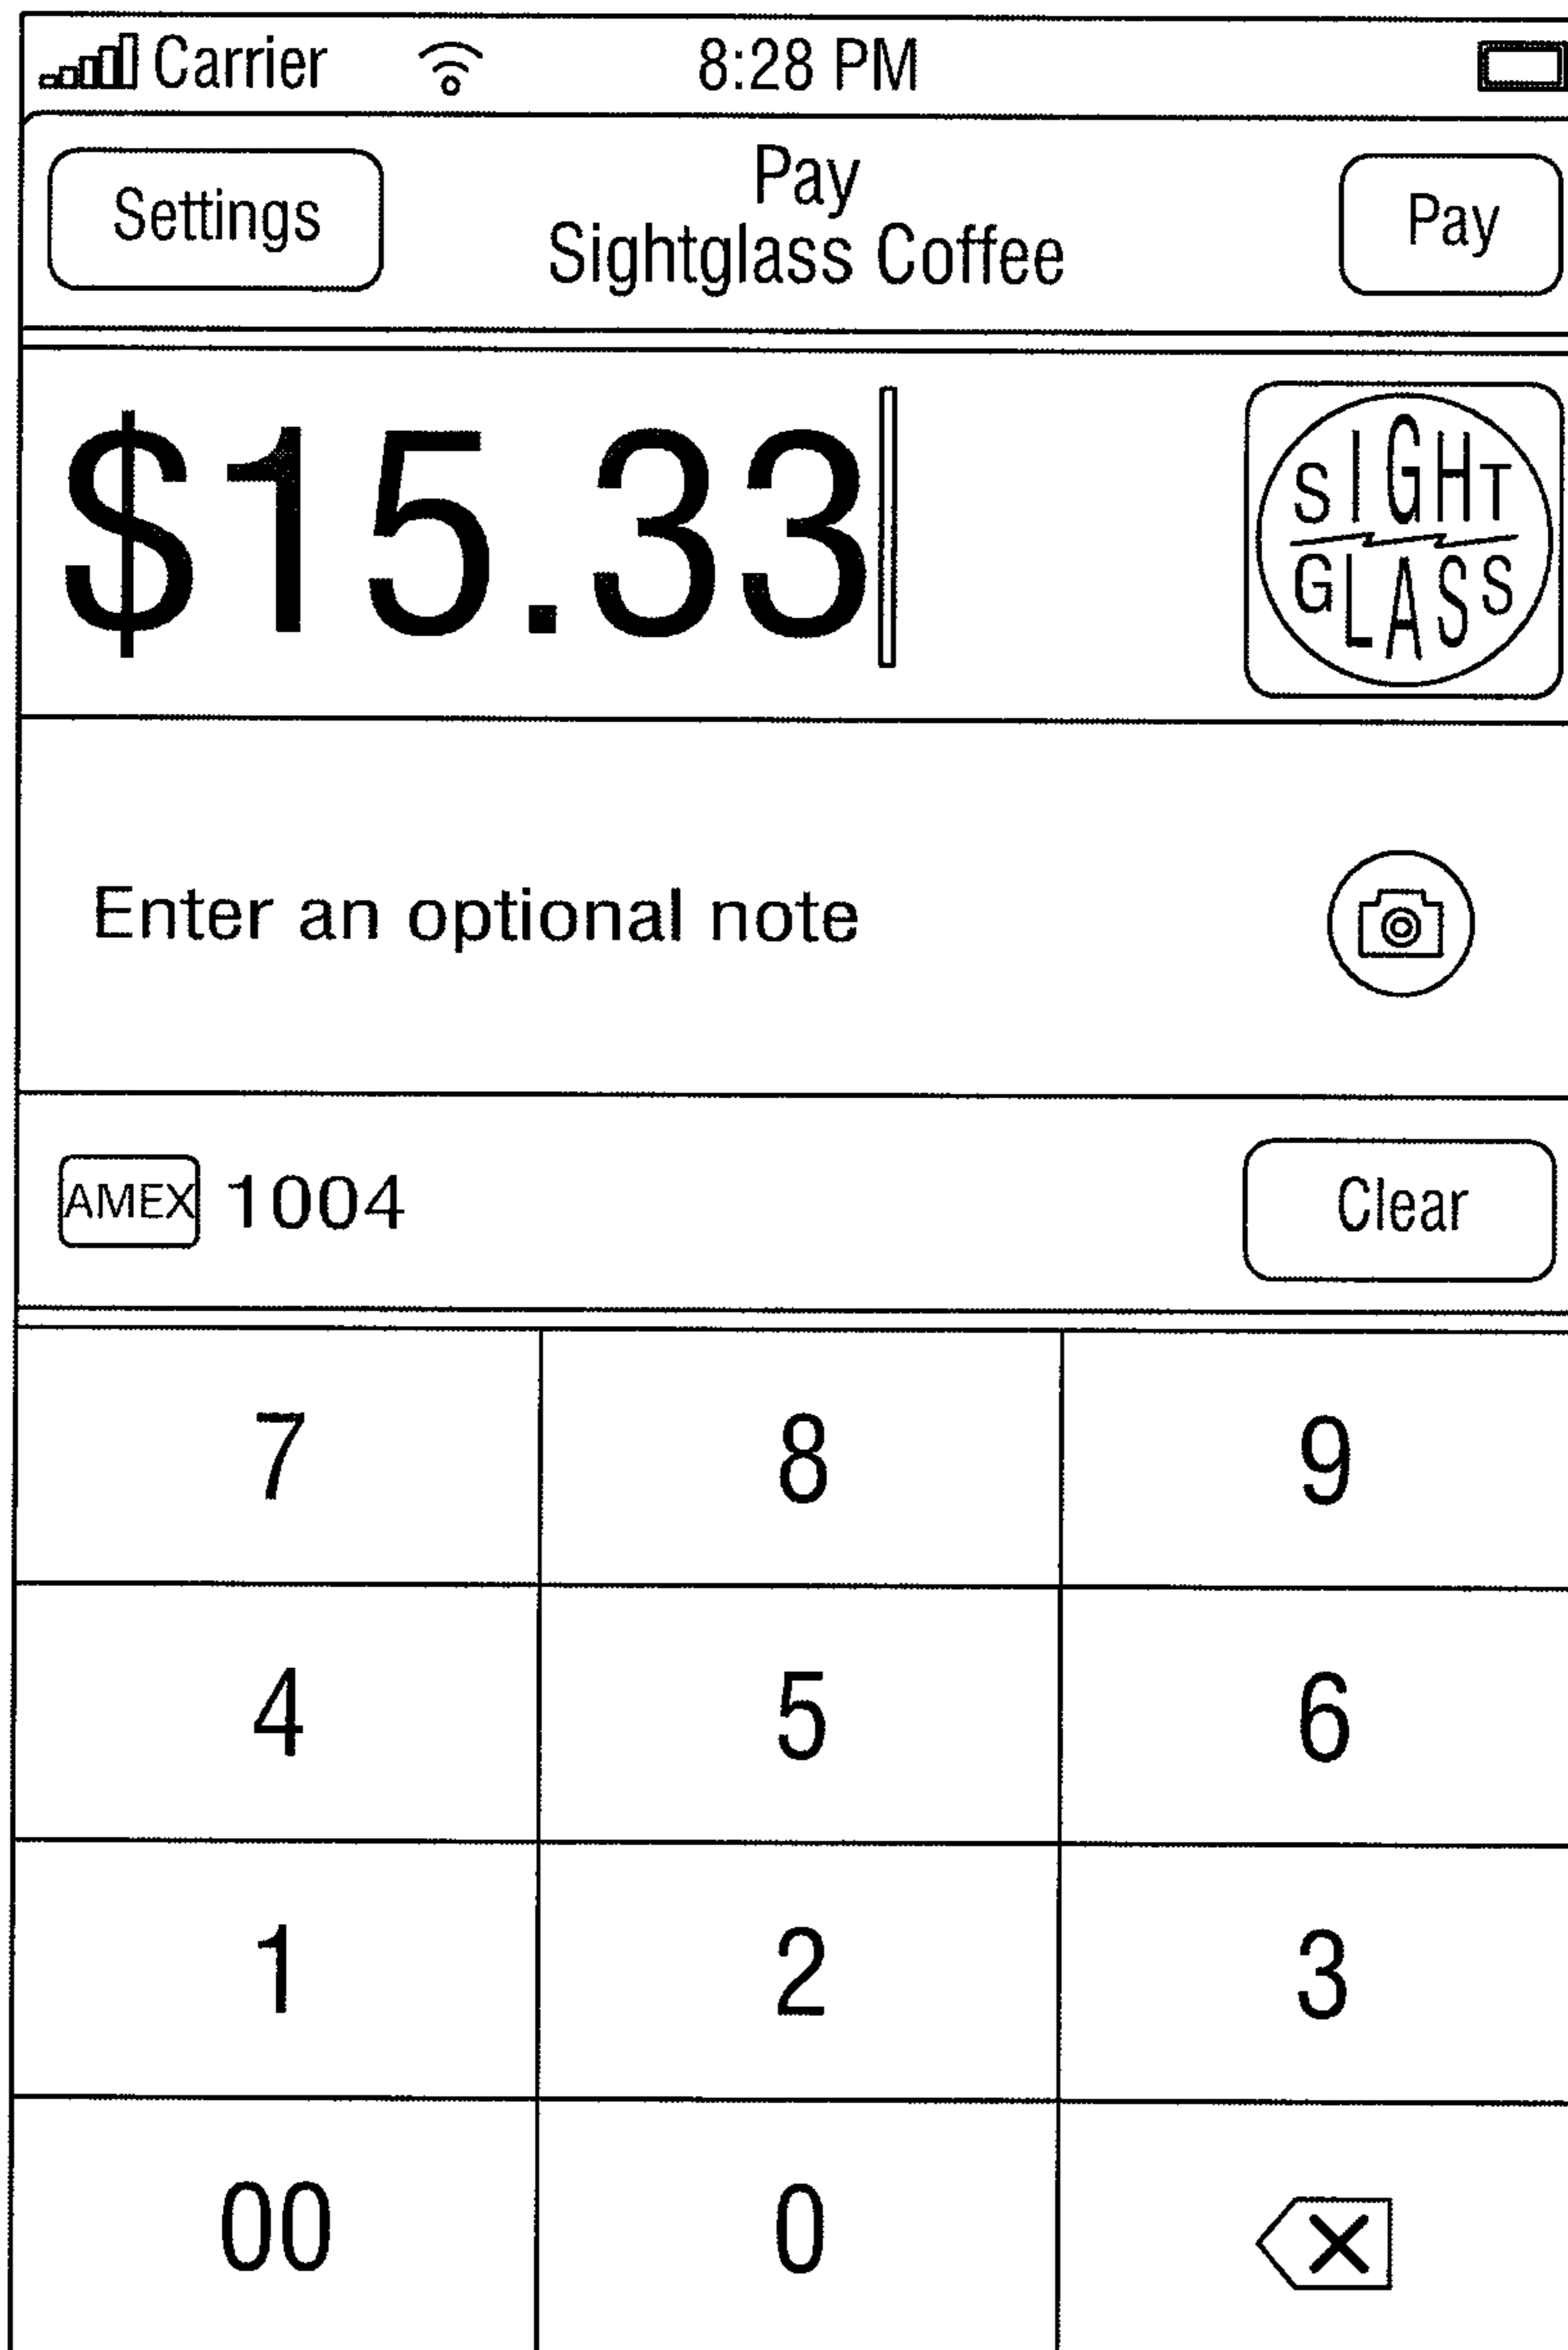 Carrier 8:28 PM
Settings
Pay
Sightglass Coffee
Pay
$15.33
SIGHT
GLASS
Enter an optional note
AMEX 1004
Clear
7 8 9
4 5 6
1 2 3
00 0